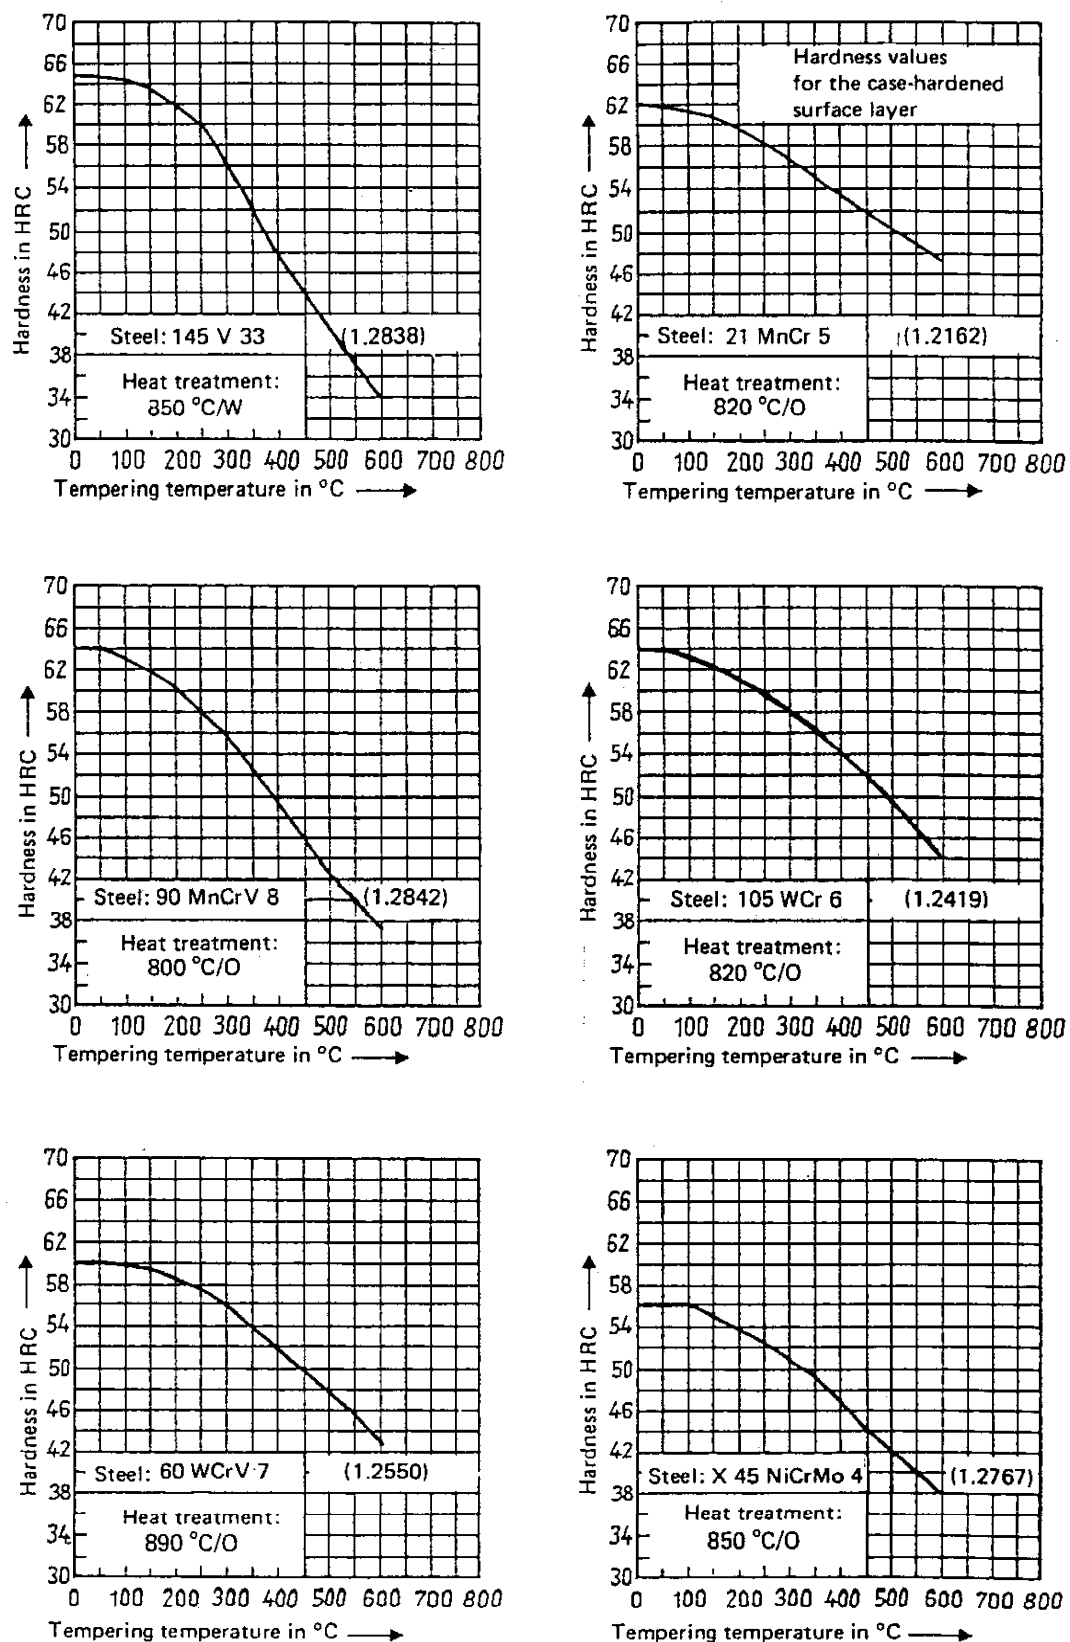 70
66
62
58
54
50
46
42
38
34
30
Hardness in HRC
Steel: 145 V 33 (1.2838)
Heat treatment:
850 °C/W
0 100 200 300 400 500 600 700 800
Tempering temperature in °C
70
66
62
58
54
50
46
42
38
34
30
Hardness in HRC
Hardness values
for the case-hardened
surface layer
Steel: 21 MnCr 5 (1.2162)
Heat treatment:
820 °C/O
0 100 200 300 400 500 600 700 800
Tempering temperature in °C
70
66
62
58
54
50
46
42
38
34
30
Hardness in HRC
Steel: 90 MnCrV 8 (1.2842)
Heat treatment:
800 °C/O
0 100 200 300 400 500 600 700 800
Tempering temperature in °C
70
66
62
58
54
50
46
42
38
34
30
Hardness in HRC
Steel: 105 WCr 6 (1.2419)
Heat treatment:
820 °C/O
0 100 200 300 400 500 600 700 800
Tempering temperature in °C
70
66
62
58
54
50
46
42
38
34
30
Hardness in HRC
Steel: 60 WCrV 7 (1.2550)
Heat treatment:
890 °C/O
0 100 200 300 400 500 600 700 800
Tempering temperature in °C
70
66
62
58
54
50
46
42
38
34
30
Hardness in HRC
Steel: X 45 NiCrMo 4 (1.2767)
Heat treatment:
850 °C/O
0 100 200 300 400 500 600 700 800
Tempering temperature in °C